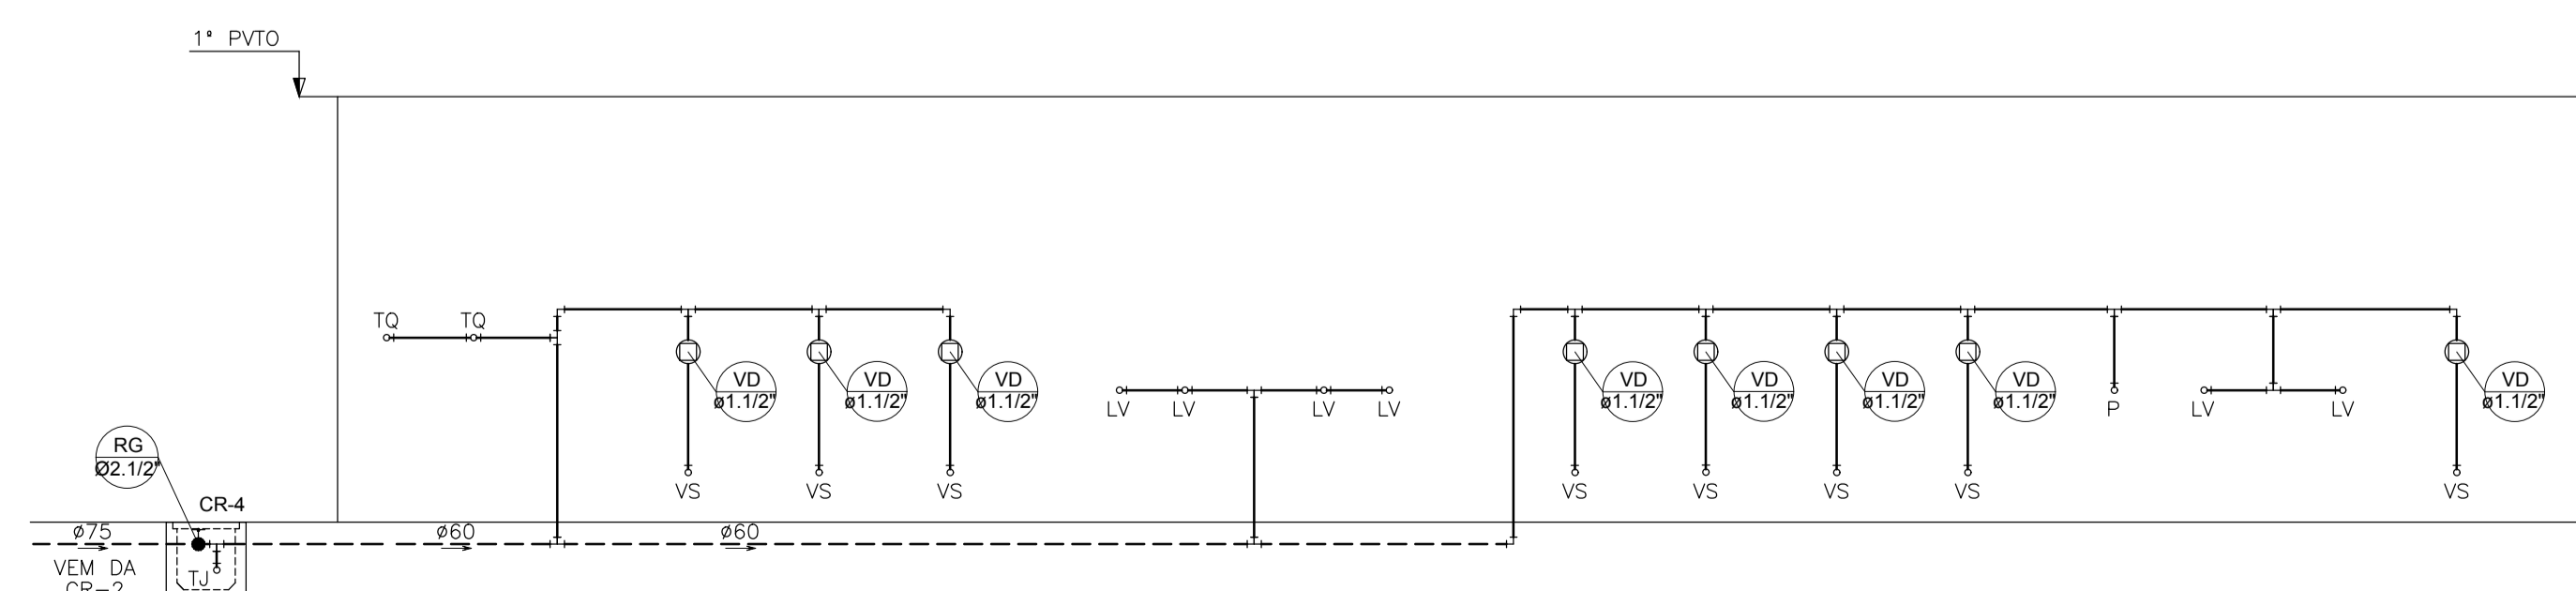 1° PVTO
TQ TQ
VD VD VD VD VD VD VD VD
ø1.1/2" ø1.1/2" ø1.1/2" ø1.1/2" ø1.1/2" ø1.1/2" ø1.1/2" ø1.1/2"
LV LV LV LV P LV LV
RG
Ø2.1/2"
VS VS VS VS VS VS VS VS
CR-4
ø75 ø60 ø60
VEM DA
TJ
CR-2